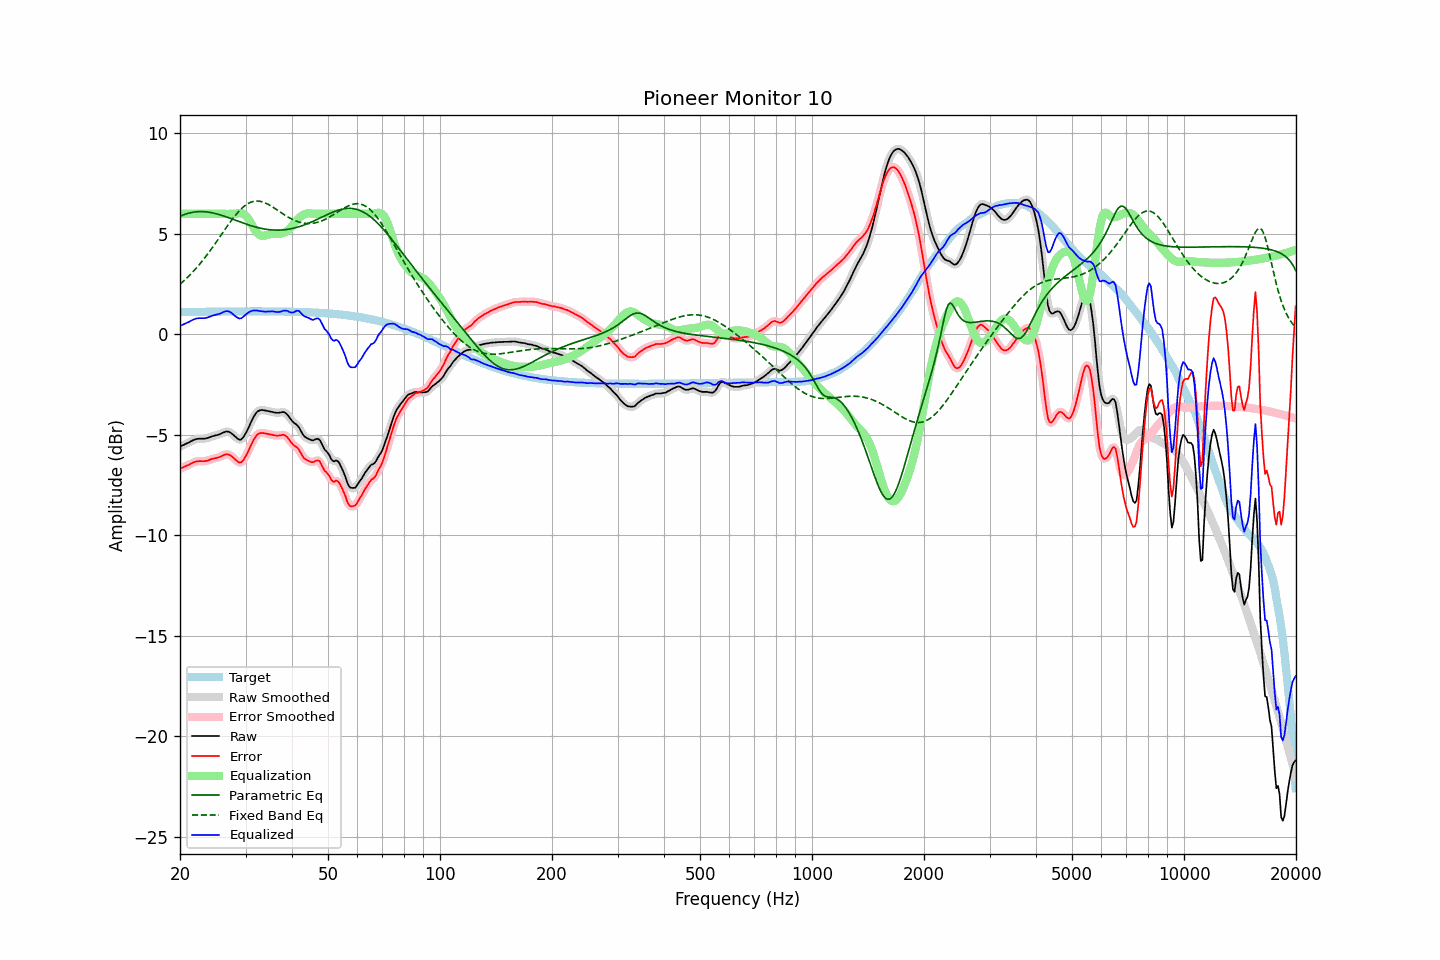 Pioneer Monitor 10
10
5
0
−5
−10
−15
−20
−25
Amplitude (dBr)
Target
Raw Smoothed
Error Smoothed
Raw
Error
Equalization
Parametric Eq
Fixed Band Eq
Equalized
20 50 100 200 500 1000 2000 5000 10000 20000
Frequency (Hz)